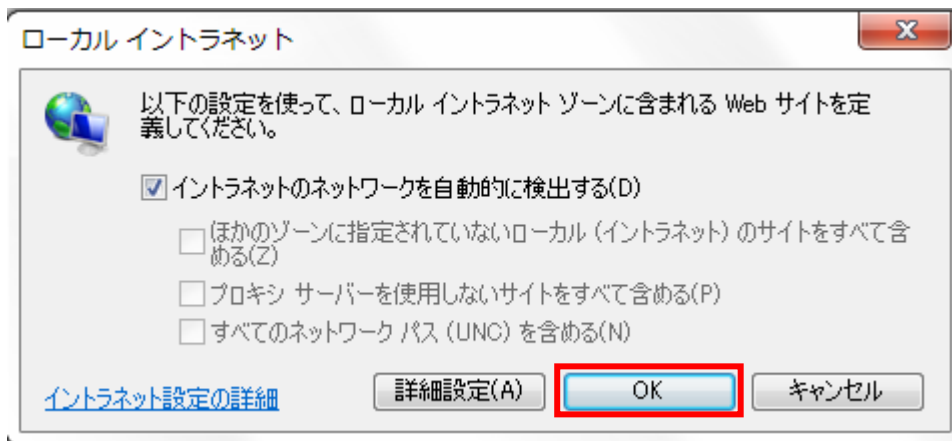 ローカル イントラネット
以下の設定を使って、ローカル イントラネット ゾーンに含まれる Web サイトを定
義してください。
イントラネットのネットワークを自動的に検出する(D)
ほかのゾーンに指定されていないローカル (イントラネット) のサイトをすべて含
める(Z)
プロキシ サーバーを使用しないサイトをすべて含める(P)
すべてのネットワーク パス (UNC) を含める(N)
イントラネット設定の詳細
詳細設定(A)
OK
キャンセル